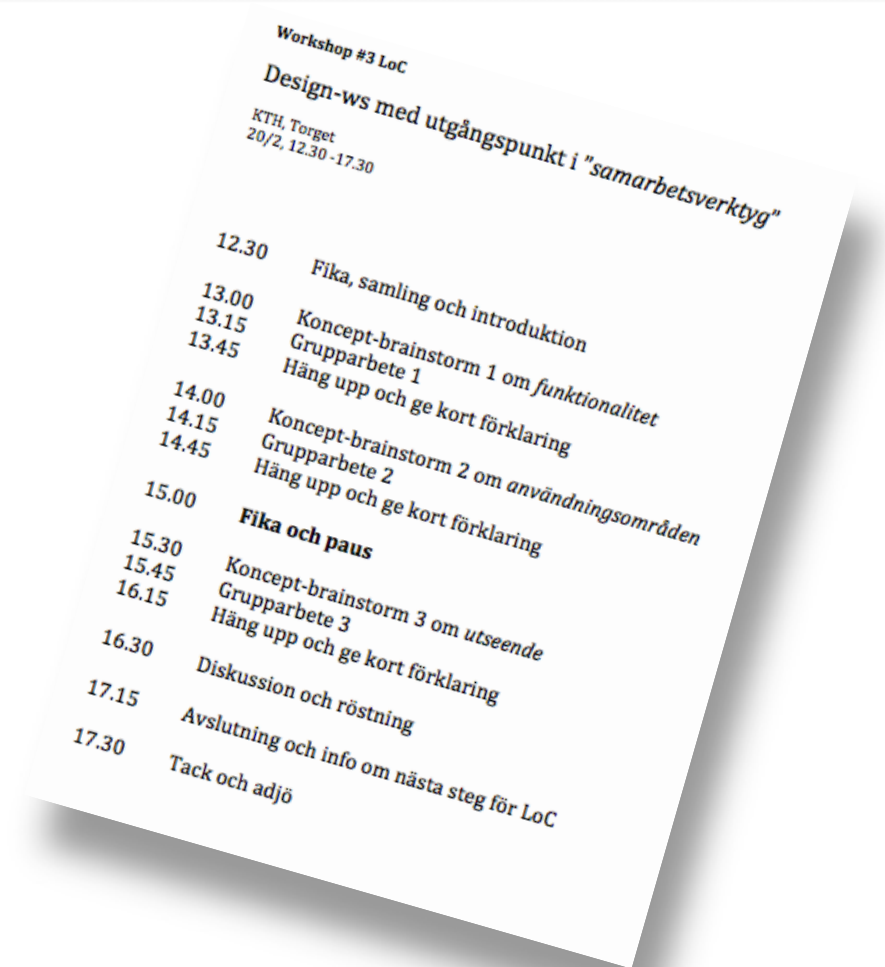 Workshop #3 LoC
Design-ws med utgångspunkt i "samarbetsverktyg"
KTH, Torget
20/2, 12.30 -17.30
12.30 Fika, samling och introduktion
13.00 Koncept-brainstorm 1 om funktionalitet
13.15 Grupparbete 1
13.45 Häng upp och ge kort förklaring
14.00 Koncept-brainstorm 2 om användningsområden
14.15 Grupparbete 2
14.45 Häng upp och ge kort förklaring
15.00 Fika och paus
15.30 Koncept-brainstorm 3 om utseende
15.45 Grupparbete 3
16.15 Häng upp och ge kort förklaring
16.30 Diskussion och röstning
17.15 Avslutning och info om nästa steg för LoC
17.30 Tack och adjö